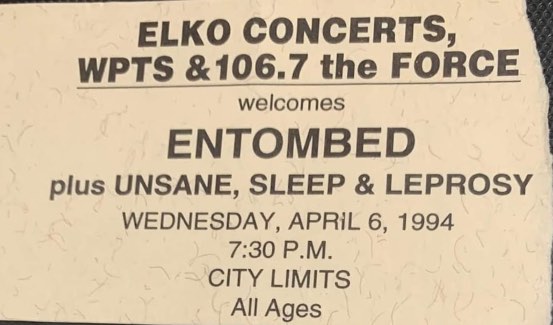 ELKO CONCERTS,
WPTS & 106.7 the FORCE
welcomes
ENTOMBED
plus UNSANE, SLEEP & LEPROSY
WEDNESDAY, APRIL 6, 1994
7:30 P.M.
CITY LIMITS
All Ages